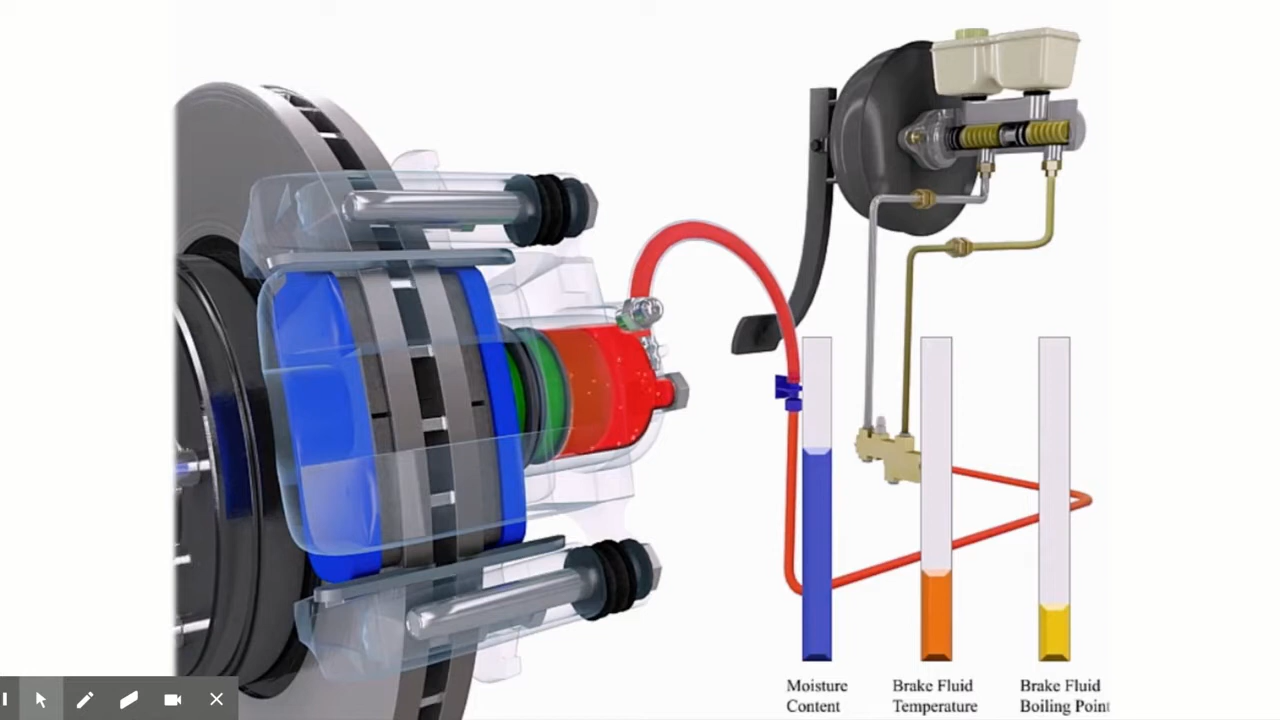 Moisture
Content
Brake Fluid
Temperature
Brake Fluid
Boiling Point